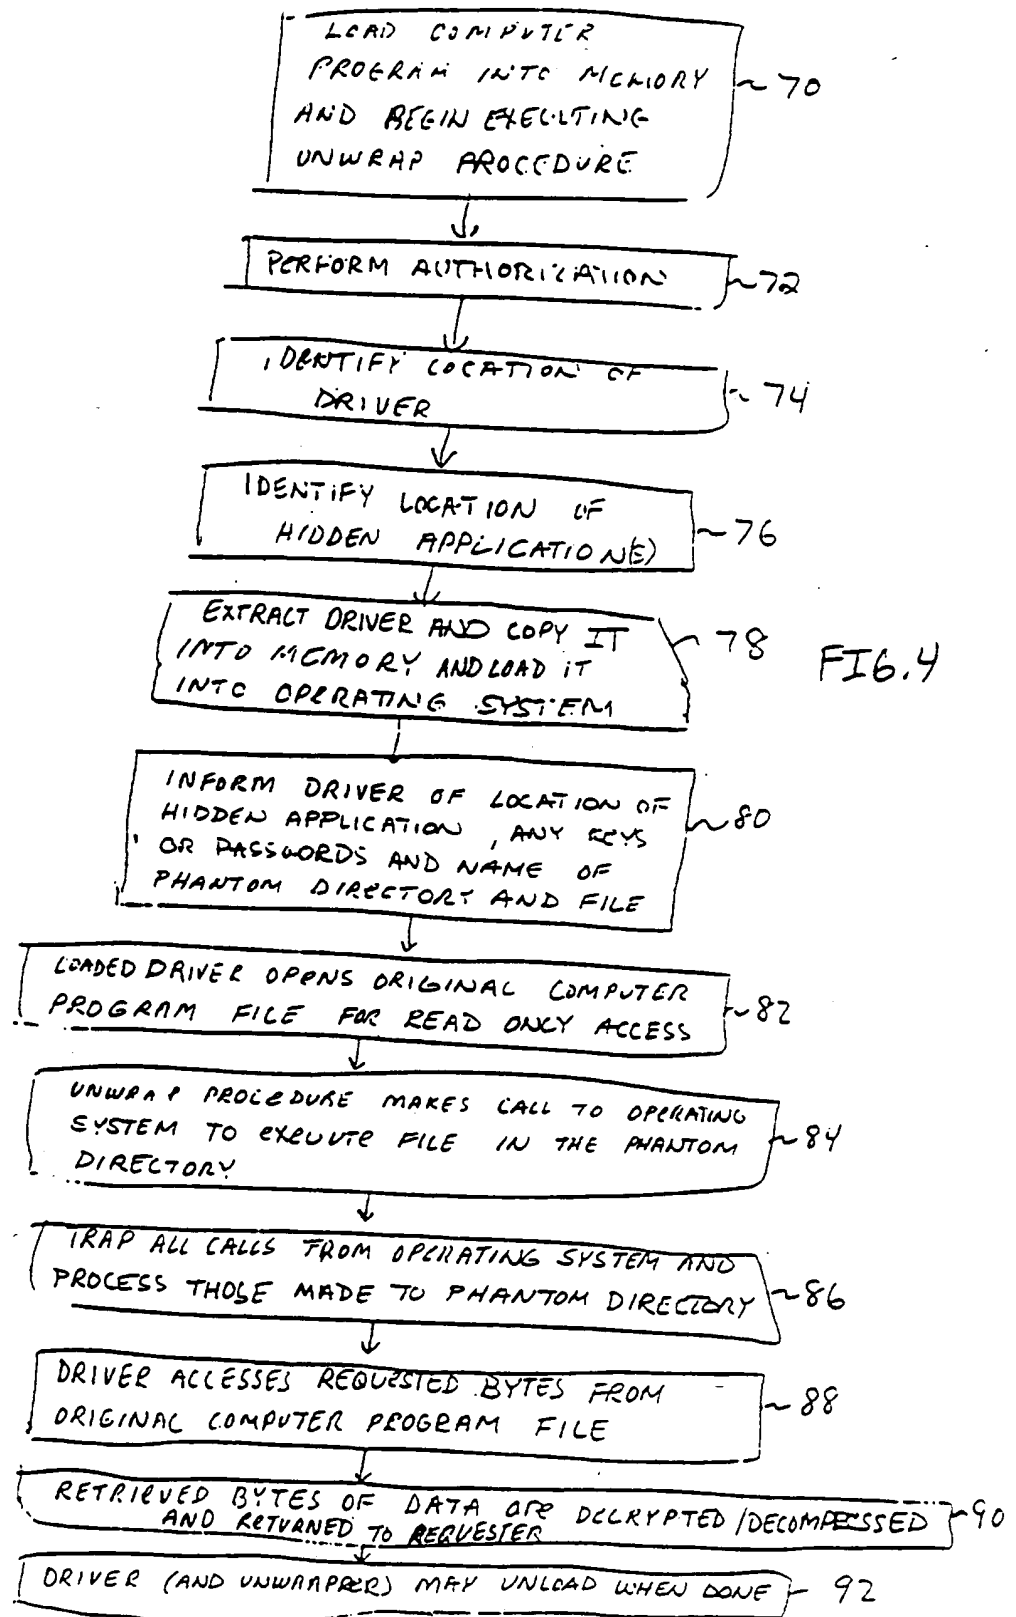 LOAD COMPUTER
PROGRAM INTO MEMORY
AND BEGIN EXECUTING
UNWRAP PROCEDURE
~ 70
PERFORM AUTHORIZATION
~72
IDENTIFY LOCATION OF
DRIVER
~ 74
IDENTIFY LOCATION OF
HIDDEN APPLICATION(S)
~76
EXTRACT DRIVER AND COPY IT
INTO MEMORY AND LOAD IT
INTO OPERATING SYSTEM
~ 78
FIG.4
INFORM DRIVER OF LOCATION OF
HIDDEN APPLICATION, ANY KEYS
OR PASSWORDS AND NAME OF
PHANTOM DIRECTORY AND FILE
~80
LOADED DRIVER OPENS ORIGINAL COMPUTER
PROGRAM FILE FOR READ ONLY ACCESS
~82
UNWRAP PROCEDURE MAKES CALL TO OPERATING
SYSTEM TO EXECUTE FILE IN THE PHANTOM
DIRECTORY
~84
TRAP ALL CALLS FROM OPERATING SYSTEM AND
PROCESS THOSE MADE TO PHANTOM DIRECTORY
~86
DRIVER ACCESSES REQUESTED BYTES FROM
ORIGINAL COMPUTER PROGRAM FILE
~88
RETRIEVED BYTES OF DATA ARE DECRYPTED/DECOMPRESSED
AND RETURNED TO REQUESTER
~90
DRIVER (AND UNWRAPPER) MAY UNLOAD WHEN DONE
92